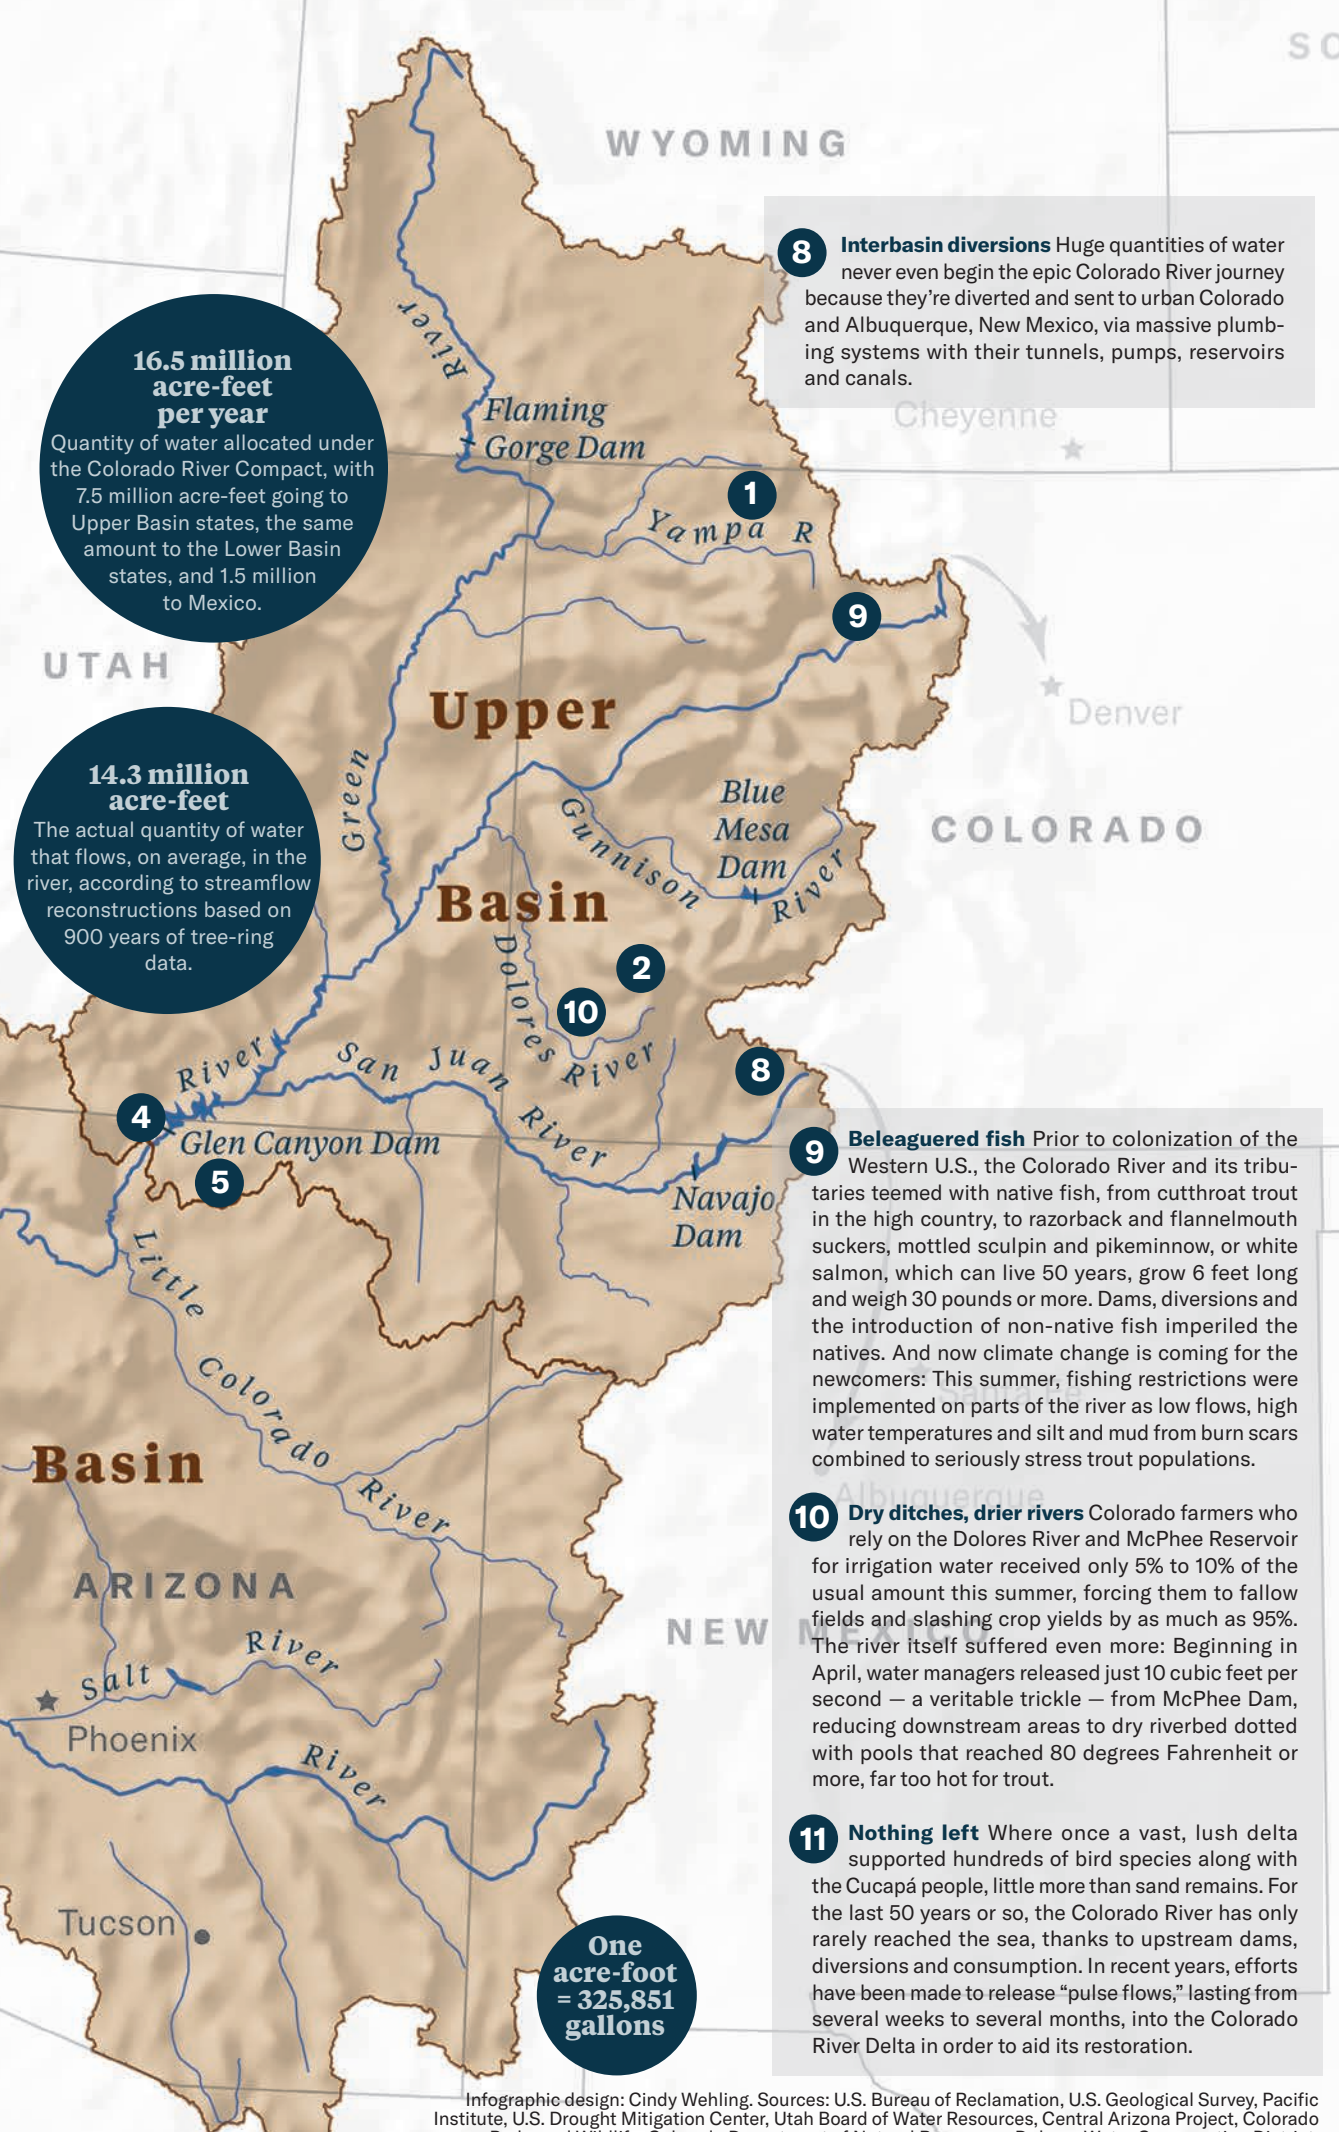 SO
WYOMING
8 Interbasin diversions Huge quantities of water
never even begin the epic Colorado River journey
because they’re diverted and sent to urban Colorado
and Albuquerque, New Mexico, via massive plumb-
ing systems with their tunnels, pumps, reservoirs
and canals.
Cheyenne
River
16.5 million
acre-feet
per year
Quantity of water allocated under
the Colorado River Compact, with
7.5 million acre-feet going to
Upper Basin states, the same
amount to the Lower Basin
states, and 1.5 million
to Mexico.
Flaming
Gorge Dam
1
Yampa R
9
UTAH
Denver
Upper
Green
14.3 million
acre-feet
The actual quantity of water
that flows, on average, in the
river, according to streamflow
reconstructions based on
900 years of tree-ring
data.
Blue
Mesa
Dam
Gunnison
River
COLORADO
Basin
Dolores River
2
10
8
River
San Juan River
4
Glen Canyon Dam
5
Navajo
Dam
Little
Colorado
River
9 Beleaguered fish Prior to colonization of the
Western U.S., the Colorado River and its tribu-
taries teemed with native fish, from cutthroat trout
in the high country, to razorback and flannelmouth
suckers, mottled sculpin and pikeminnow, or white
salmon, which can live 50 years, grow 6 feet long
and weigh 30 pounds or more. Dams, diversions and
the introduction of non-native fish imperiled the
natives. And now climate change is coming for the
newcomers: This summer, fishing restrictions were
implemented on parts of the river as low flows, high
water temperatures and silt and mud from burn scars
combined to seriously stress trout populations.
Santa Fe
Albuquerque
Basin
10 Dry ditches, drier rivers Colorado farmers who
rely on the Dolores River and McPhee Reservoir
for irrigation water received only 5% to 10% of the
usual amount this summer, forcing them to fallow
fields and slashing crop yields by as much as 95%.
The river itself suffered even more: Beginning in
April, water managers released just 10 cubic feet per
second — a veritable trickle — from McPhee Dam,
reducing downstream areas to dry riverbed dotted
with pools that reached 80 degrees Fahrenheit or
more, far too hot for trout.
ARIZONA
NEW MEXICO
Salt River
Phoenix
River
11 Nothing left Where once a vast, lush delta
supported hundreds of bird species along with
the Cucapá people, little more than sand remains. For
the last 50 years or so, the Colorado River has only
rarely reached the sea, thanks to upstream dams,
diversions and consumption. In recent years, efforts
have been made to release “pulse flows,” lasting from
several weeks to several months, into the Colorado
River Delta in order to aid its restoration.
Tucson
One
acre-foot
= 325,851
gallons
Infographic design: Cindy Wehling. Sources: U.S. Bureau of Reclamation, U.S. Geological Survey, Pacific
Institute, U.S. Drought Mitigation Center, Utah Board of Water Resources, Central Arizona Project, Colorado